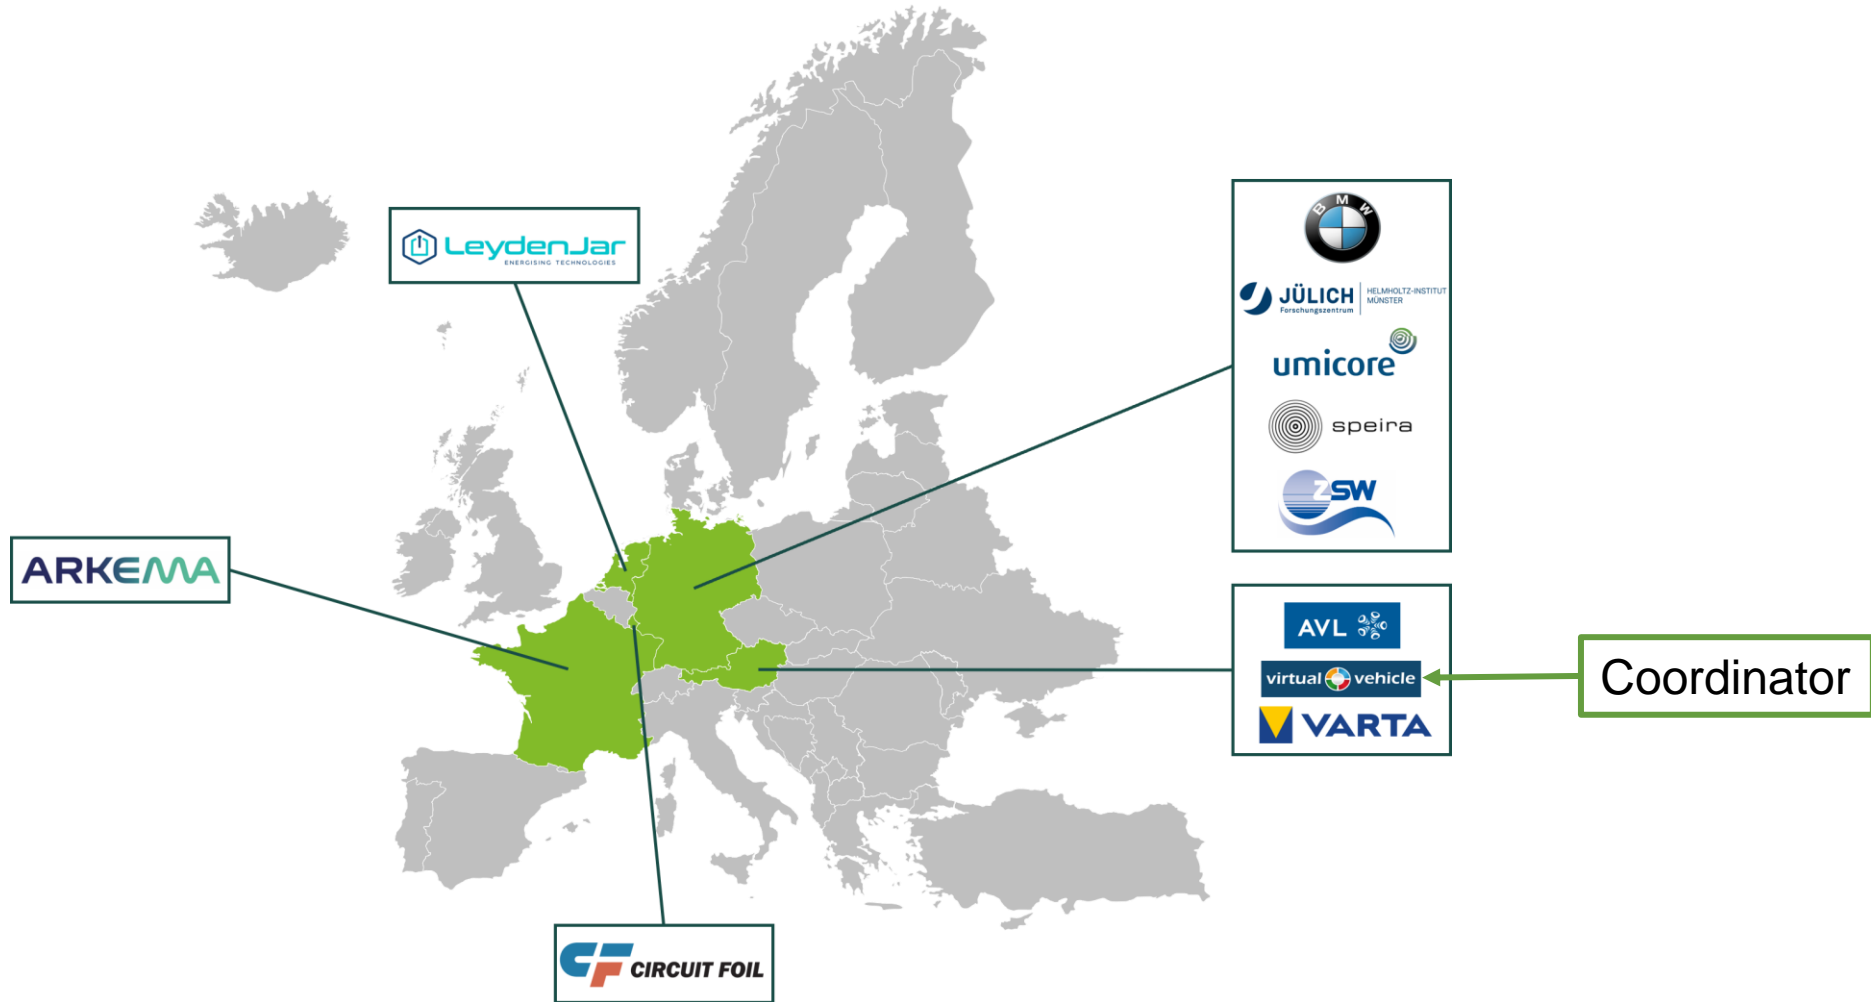 LeydenJar
ENERGISING TECHNOLOGIES
BMW
JÜLICH
Forschungszentrum
HELMHOLTZ-INSTITUT
MÜNSTER
umicore
speira
ZSW
ARKEMA
AVL
virtual vehicle
VARTA
Coordinator
CF CIRCUIT FOIL